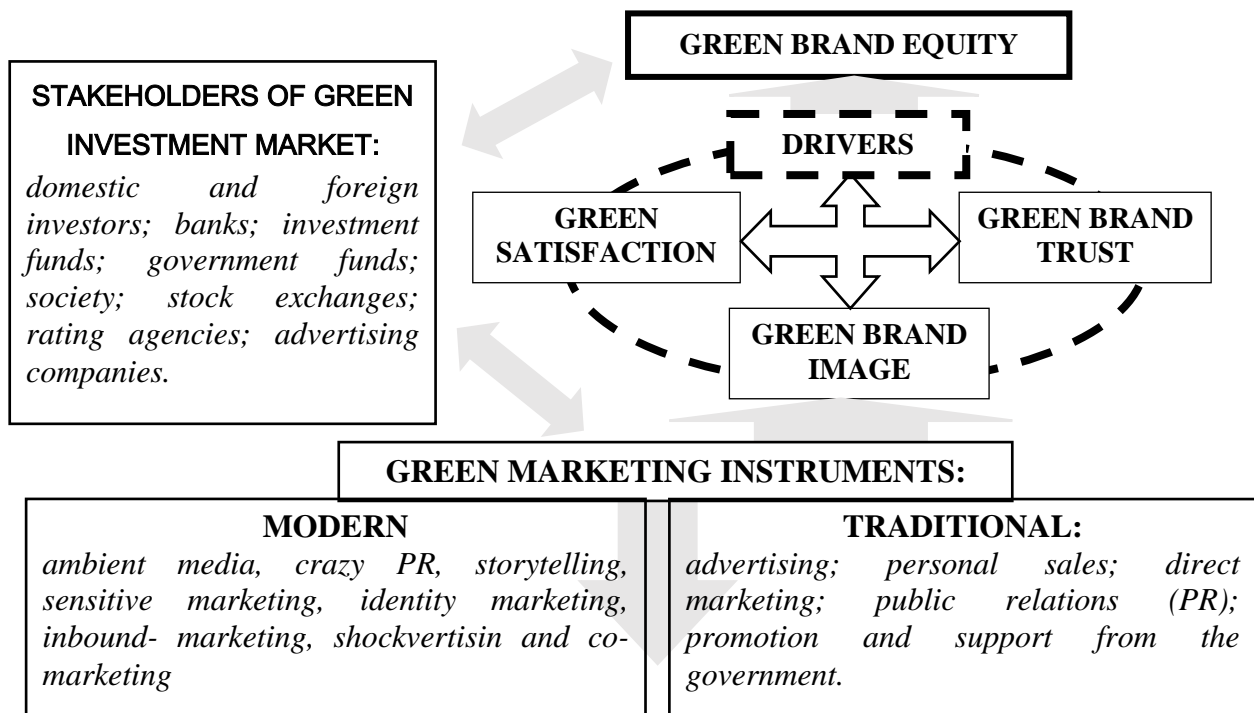 GREEN BRAND EQUITY
STAKEHOLDERS OF GREEN
INVESTMENT MARKET:
domestic and foreign
investors; banks; investment
funds; government funds;
society; stock exchanges;
rating agencies; advertising
companies.
DRIVERS
GREEN
SATISFACTION
GREEN BRAND
TRUST
GREEN BRAND
IMAGE
GREEN MARKETING INSTRUMENTS:
MODERN
ambient media, crazy PR, storytelling,
sensitive marketing, identity marketing,
inbound- marketing, shockvertisin and co-
marketing
TRADITIONAL:
advertising; personal sales; direct
marketing; public relations (PR);
promotion and support from the
government.